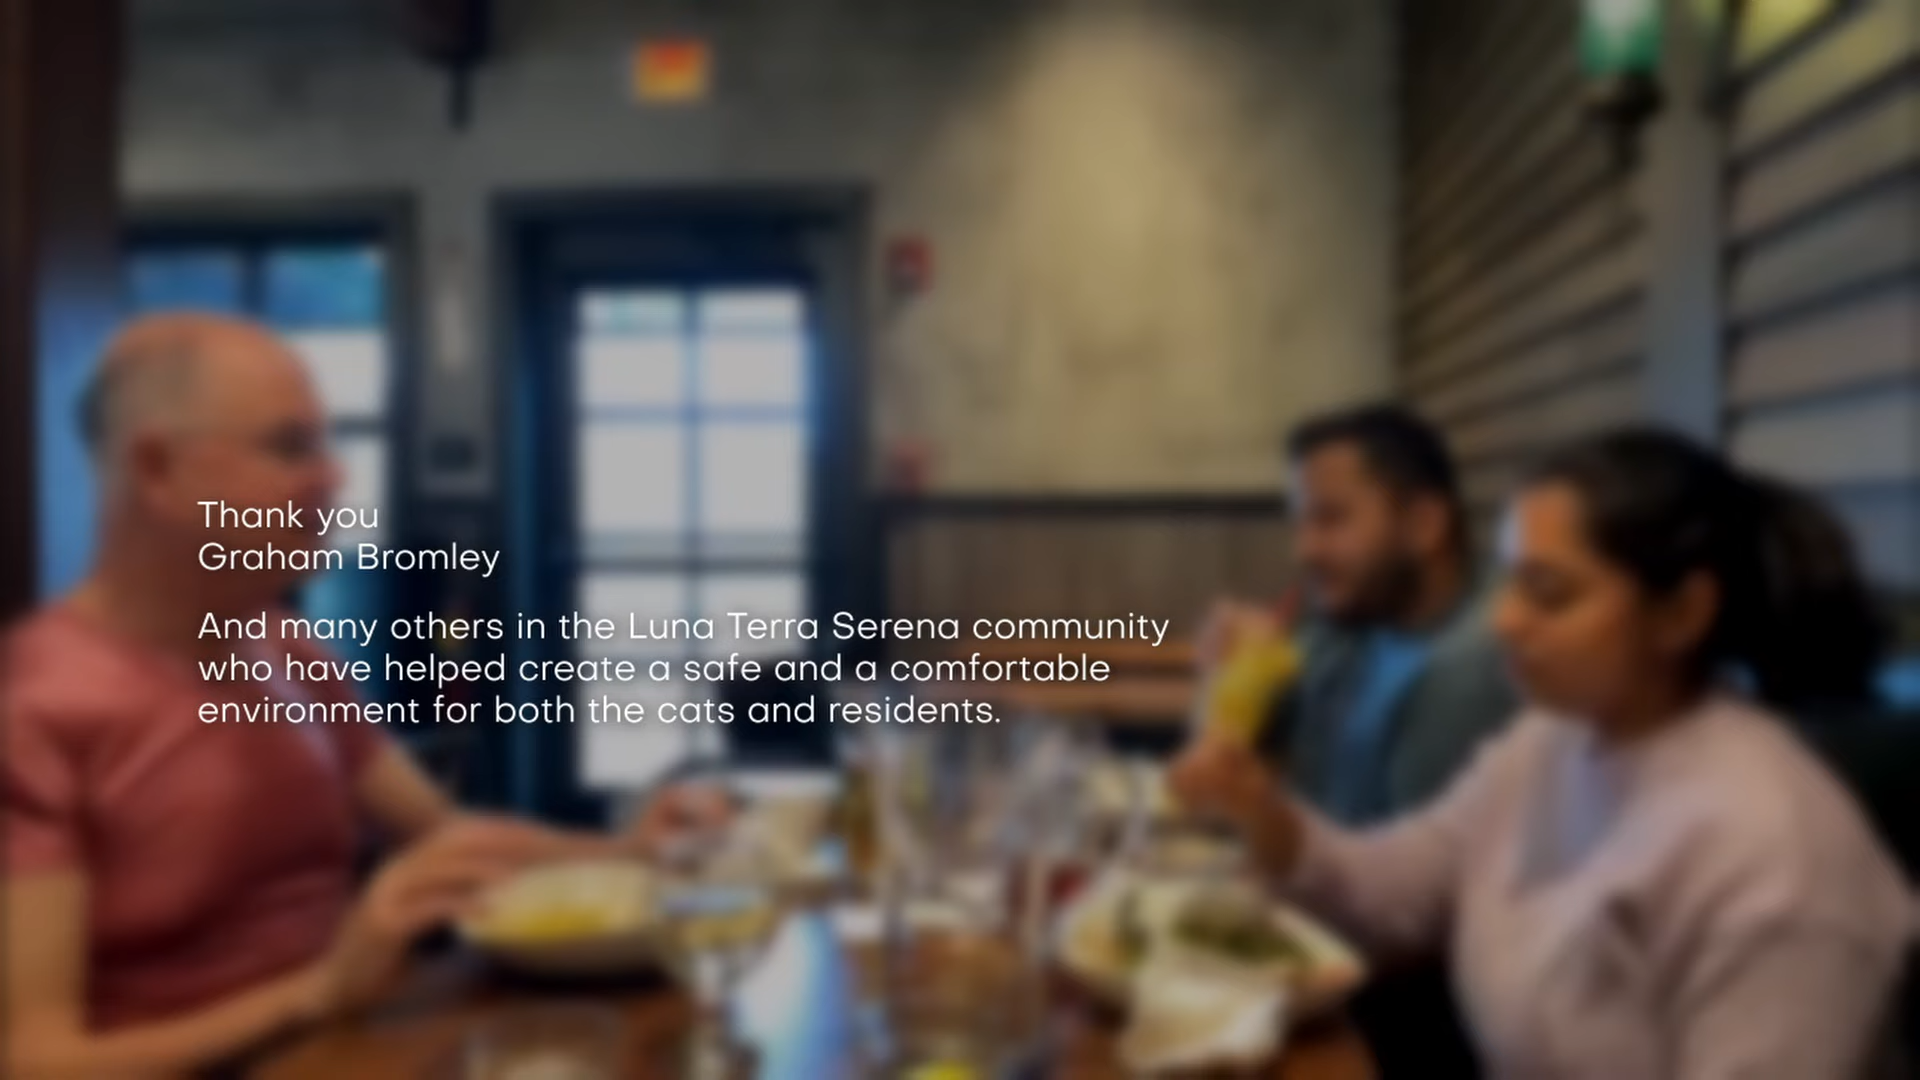 Thank you
Graham Bromley
And many others in the Luna Terra Serena community
who have helped create a safe and a comfortable
environment for both the cats and residents.